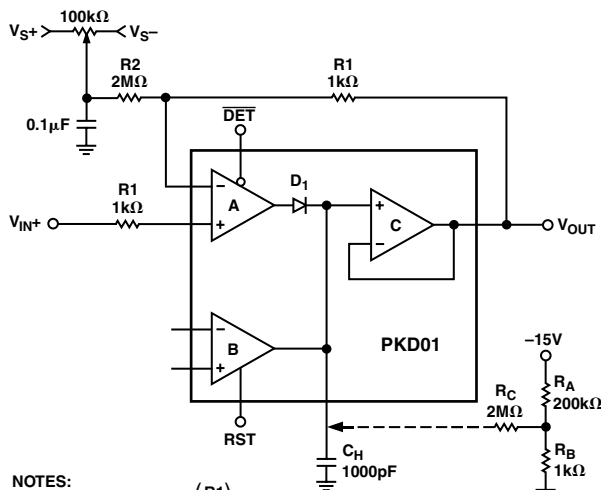 100kΩ
VS+ VS–
R2
2MΩ
R1
1kΩ
0.1μF
DET
D1
A
–
+
VIN+
R1
1kΩ
+
–
C
VOUT
B
–
+
PKD01
–15V
RA
200kΩ
RC
2MΩ
RB
1kΩ
RST
CH
1000pF
NOTES:
(R1)